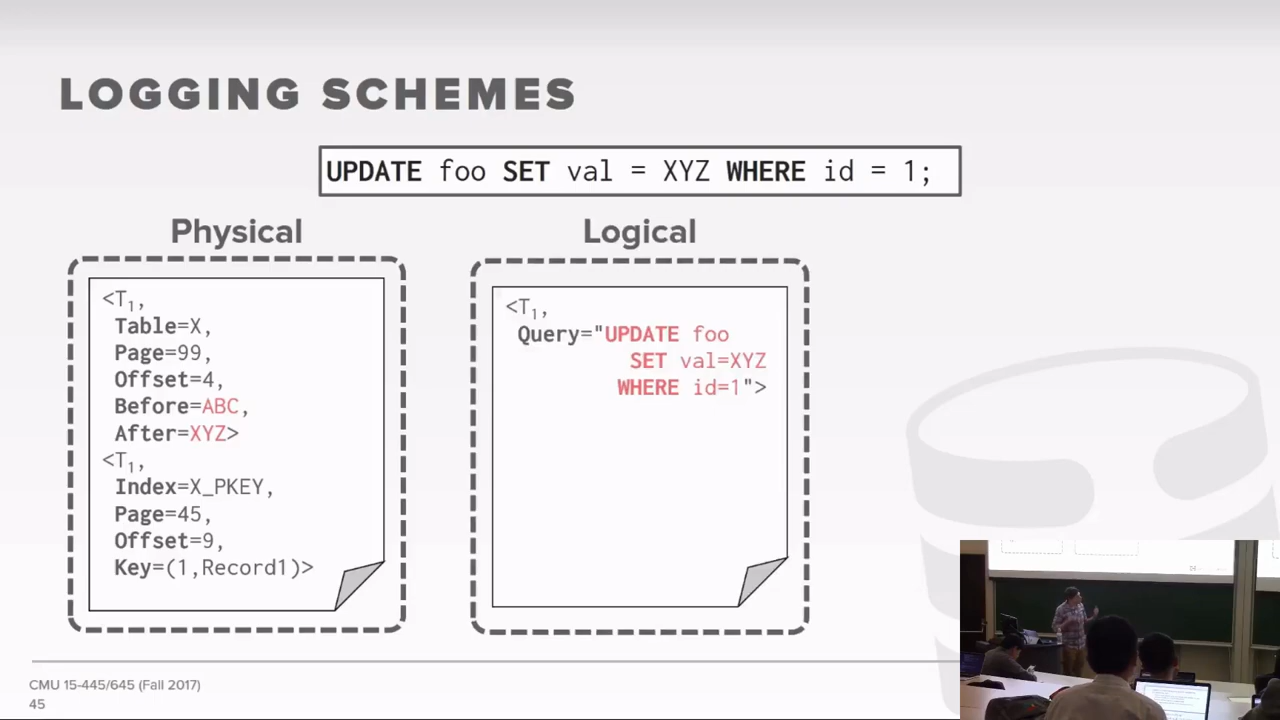 LOGGING SCHEMES
UPDATE foo SET val = XYZ WHERE id = 1;
Physical
<T1,
Table=X,
Page=99,
Offset=4,
Before=ABC,
After=XYZ>
<T1,
Index=X_PKEY,
Page=45,
Offset=9,
Key=(1,Record1)>
Logical
<T1,
Query="UPDATE foo
SET val=XYZ
WHERE id=1">
CMU 15-445/645 (Fall 2017)
45